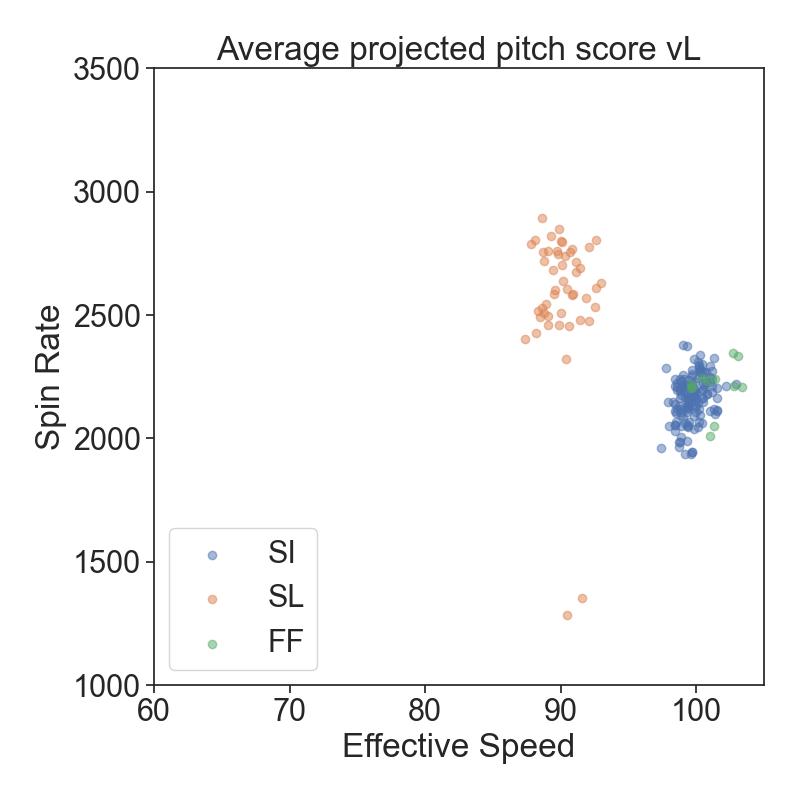 Average projected pitch score vL
3500
3000
2500
2000
1500
1000
Spin Rate
SI
SL
FF
60 70 80 90 100
Effective Speed